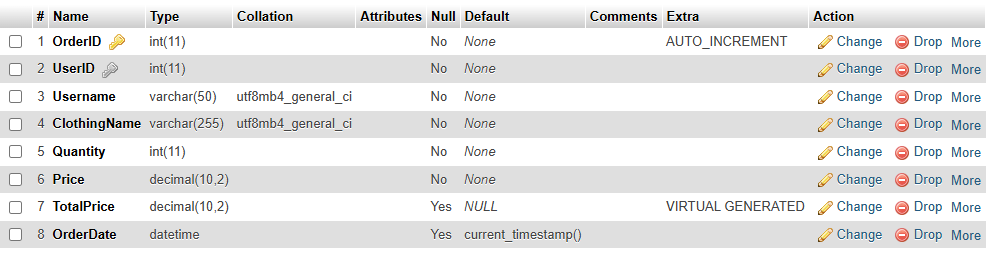 # Name Type Collation Attributes Null Default Comments Extra Action
1 OrderID int(11) No None AUTO_INCREMENT Change Drop More
2 UserID int(11) No None Change Drop More
3 Username varchar(50) utf8mb4_general_ci No None Change Drop More
4 ClothingName varchar(255) utf8mb4_general_ci No None Change Drop More
5 Quantity int(11) No None Change Drop More
6 Price decimal(10,2) No None Change Drop More
7 TotalPrice decimal(10,2) Yes NULL VIRTUAL GENERATED Change Drop More
8 OrderDate datetime Yes current_timestamp() Change Drop More